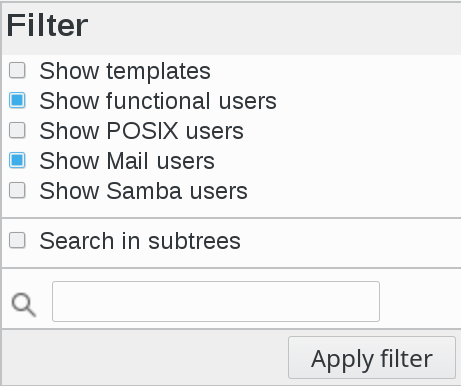 Filter
Show templates
Show functional users
Show POSIX users
Show Mail users
Show Samba users
Search in subtrees
Apply filter